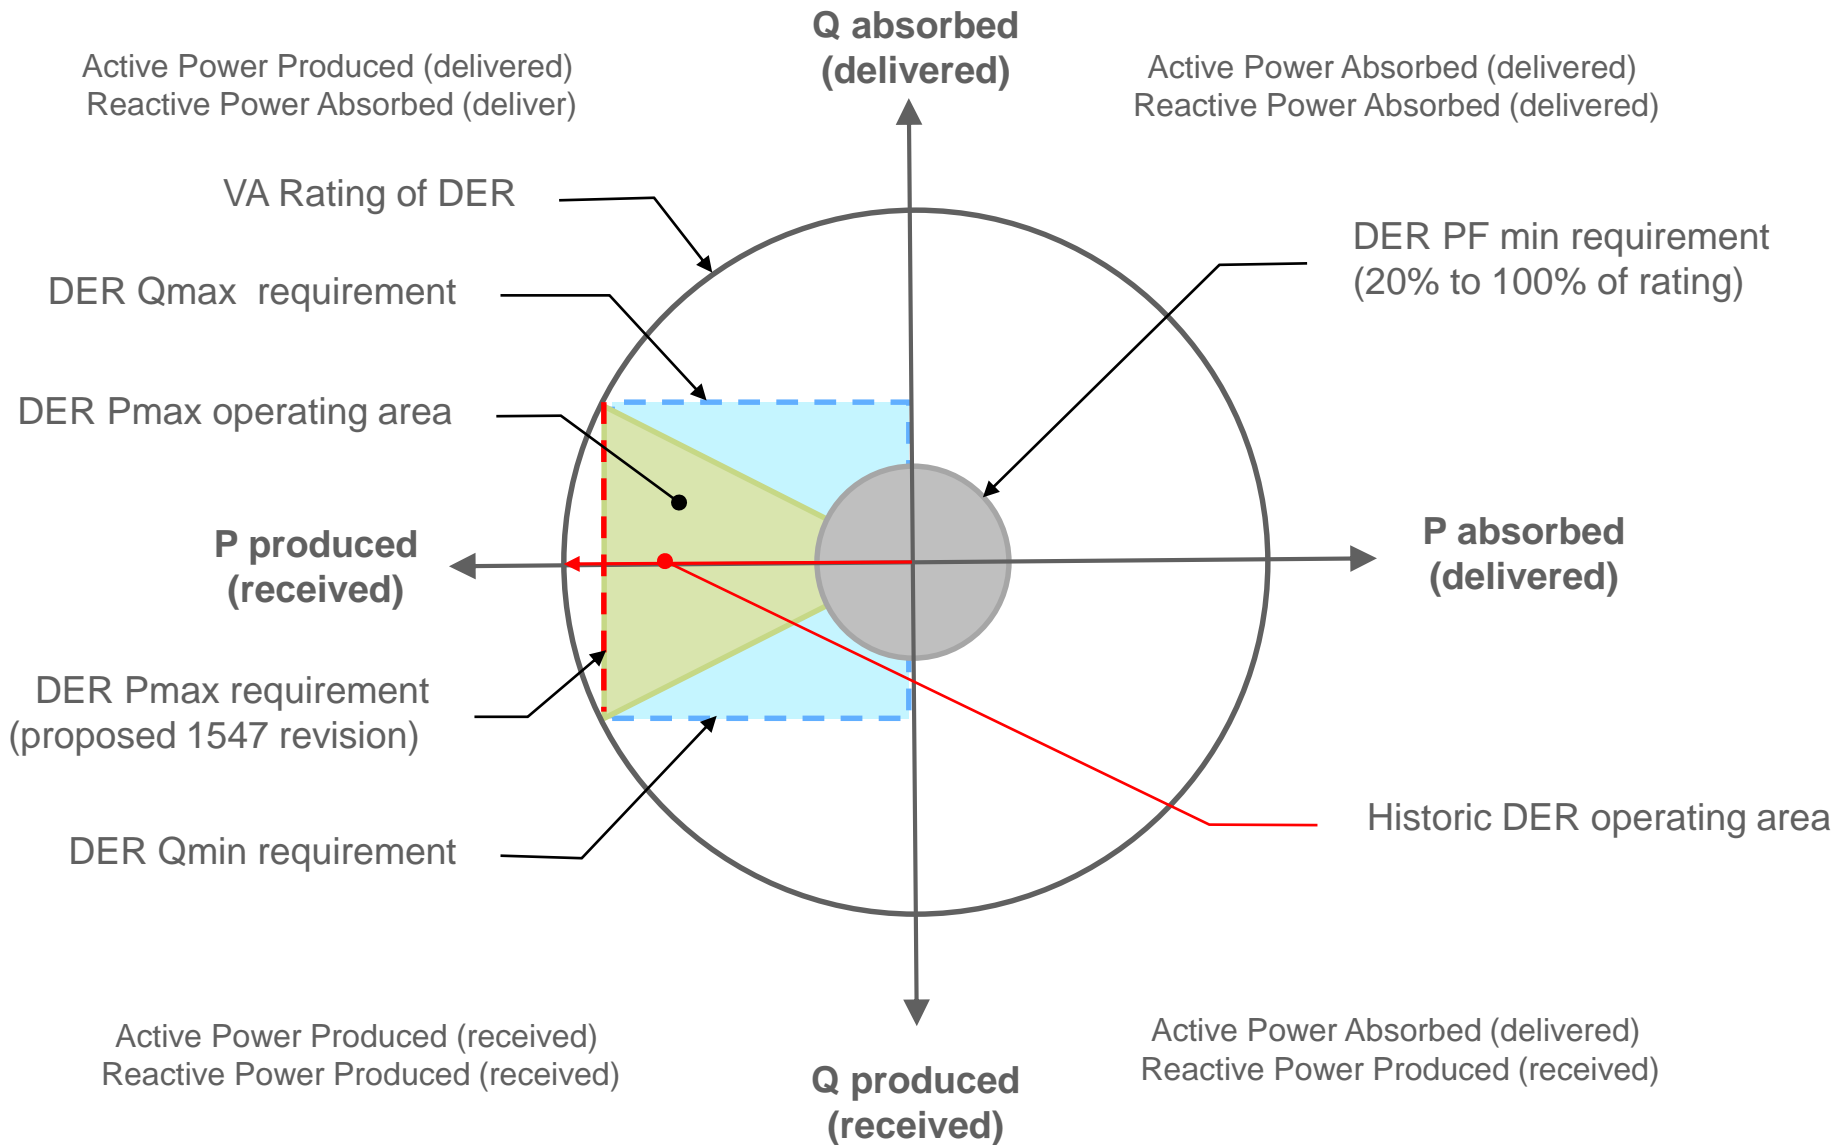 Q absorbed
(delivered)
Active Power Produced (delivered)
Reactive Power Absorbed (deliver)
Active Power Absorbed (delivered)
Reactive Power Absorbed (delivered)
VA Rating of DER
DER Qmax requirement
DER PF min requirement
(20% to 100% of rating)
DER Pmax operating area
P produced
(received)
P absorbed
(delivered)
DER Pmax requirement
(proposed 1547 revision)
DER Qmin requirement
Historic DER operating area
Active Power Produced (received)
Reactive Power Produced (received)
Active Power Absorbed (delivered)
Reactive Power Produced (received)
Q produced
(received)